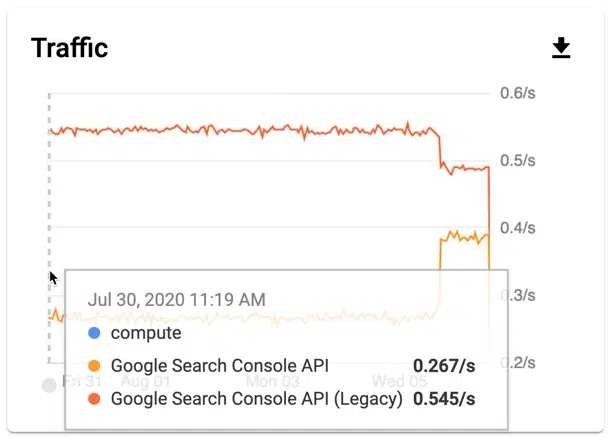 Traffic
0.6/s
0.5/s
0.4/s
0.3/s
0.2/s
Fri 31 Aug 01 Mon 03 Wed 05
Jul 30, 2020 11:19 AM
compute
Google Search Console API 0.267/s
Google Search Console API (Legacy) 0.545/s